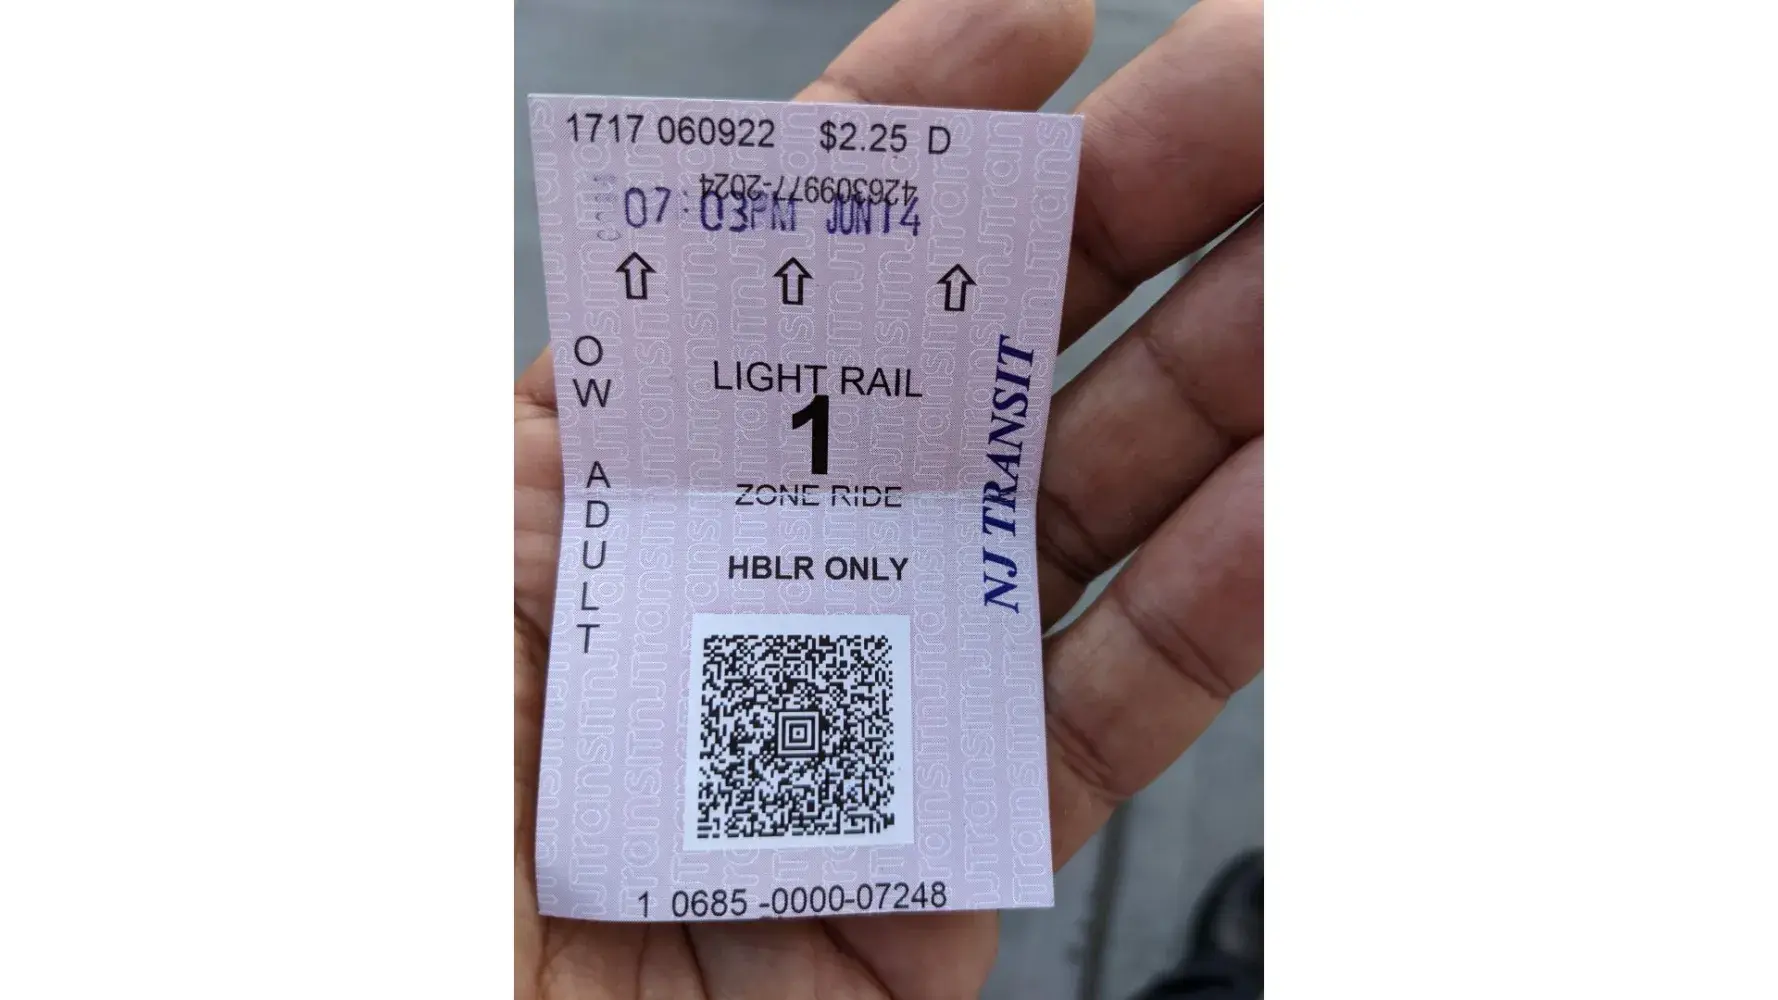 1717 060922 $2.25 D
426309977-2024
07:03PM JUN14
LIGHT RAIL
1
ZONE RIDE
HBLR ONLY
OW ADULT
NJ TRANSIT
1 0685-0000-07248